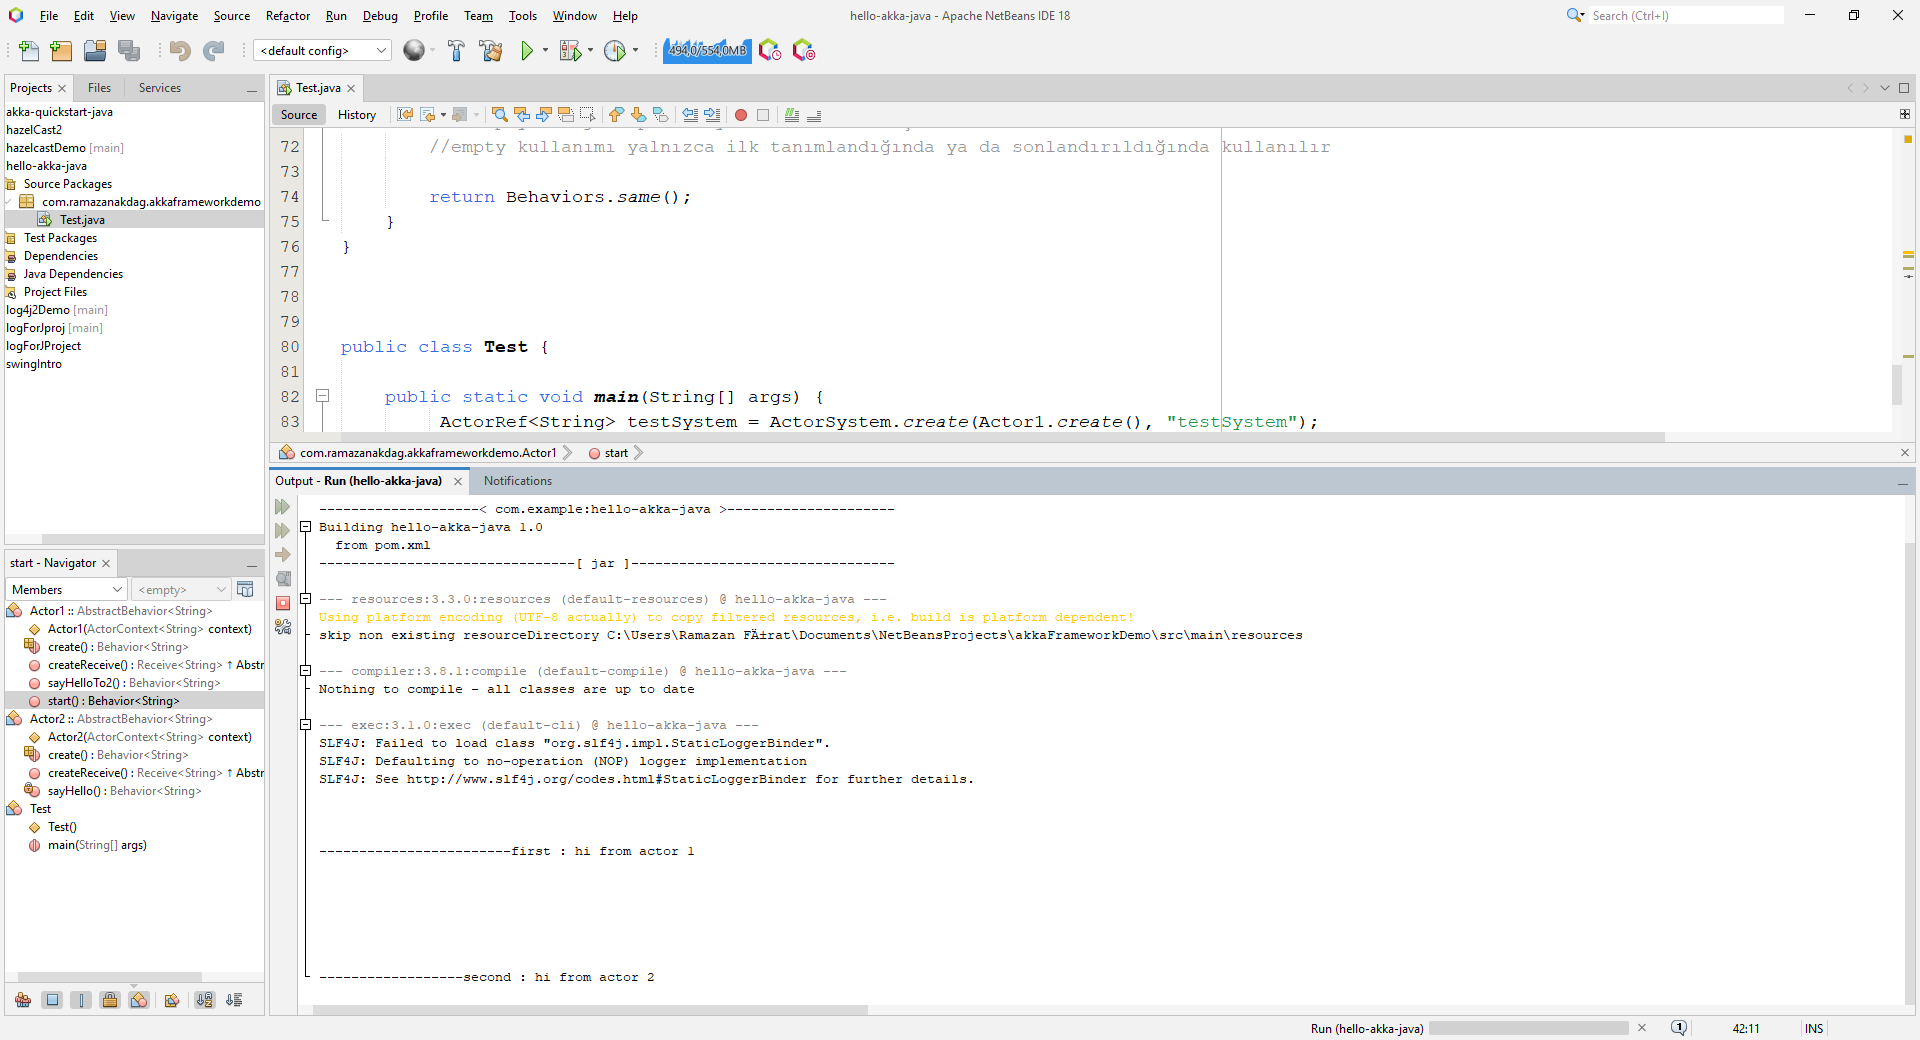 File Edit View Navigate Source Refactor Run Debug Profile Team Tools Window Help
hello-akka-java - Apache NetBeans IDE 18
Search (Ctrl+I)
<default config>
494,0/554,0MB
Projects Files Services
akka-quickstart-java
hazelCast2
hazelcastDemo [main]
hello-akka-java
Source Packages
com.ramazanakdag.akkaframeworkdemo
Test.java
Test Packages
Dependencies
Java Dependencies
Project Files
log4j2Demo [main]
logForJproj [main]
logForJProject
swingIntro
start - Navigator
Members <empty>
Actor1 :: AbstractBehavior<String>
Actor1(ActorContext<String> context)
create() : Behavior<String>
createReceive() : Receive<String> ↑ Abstr
sayHelloTo2() : Behavior<String>
start() : Behavior<String>
Actor2 :: AbstractBehavior<String>
Actor2(ActorContext<String> context)
create() : Behavior<String>
createReceive() : Receive<String> ↑ Abstr
sayHello() : Behavior<String>
Test
Test()
main(String[] args)
Test.java
Source History
72 //empty kullanımı yalnızca ilk tanımlandığında ya da sonlandırıldığında kullanılır
73
74 return Behaviors.same();
75 }
76 }
77
78
79
80 public class Test {
81
82 public static void main(String[] args) {
83 ActorRef<String> testSystem = ActorSystem.create(Actor1.create(), "testSystem");
com.ramazanakdag.akkaframeworkdemo.Actor1 start
Output - Run (hello-akka-java) Notifications
--------------------< com.example:hello-akka-java >---------------------
Building hello-akka-java 1.0
from pom.xml
--------------------------------[ jar ]---------------------------------
--- resources:3.3.0:resources (default-resources) @ hello-akka-java ---
Using platform encoding (UTF-8 actually) to copy filtered resources, i.e. build is platform dependent!
skip non existing resourceDirectory C:\Users\Ramazan FÄ±rat\Documents\NetBeansProjects\akkaFrameworkDemo\src\main\resources
--- compiler:3.8.1:compile (default-compile) @ hello-akka-java ---
Nothing to compile - all classes are up to date
--- exec:3.1.0:exec (default-cli) @ hello-akka-java ---
SLF4J: Failed to load class "org.slf4j.impl.StaticLoggerBinder".
SLF4J: Defaulting to no-operation (NOP) logger implementation
SLF4J: See http://www.slf4j.org/codes.html#StaticLoggerBinder for further details.
------------------------first : hi from actor 1
------------------second : hi from actor 2
Run (hello-akka-java) 1 42:11 INS